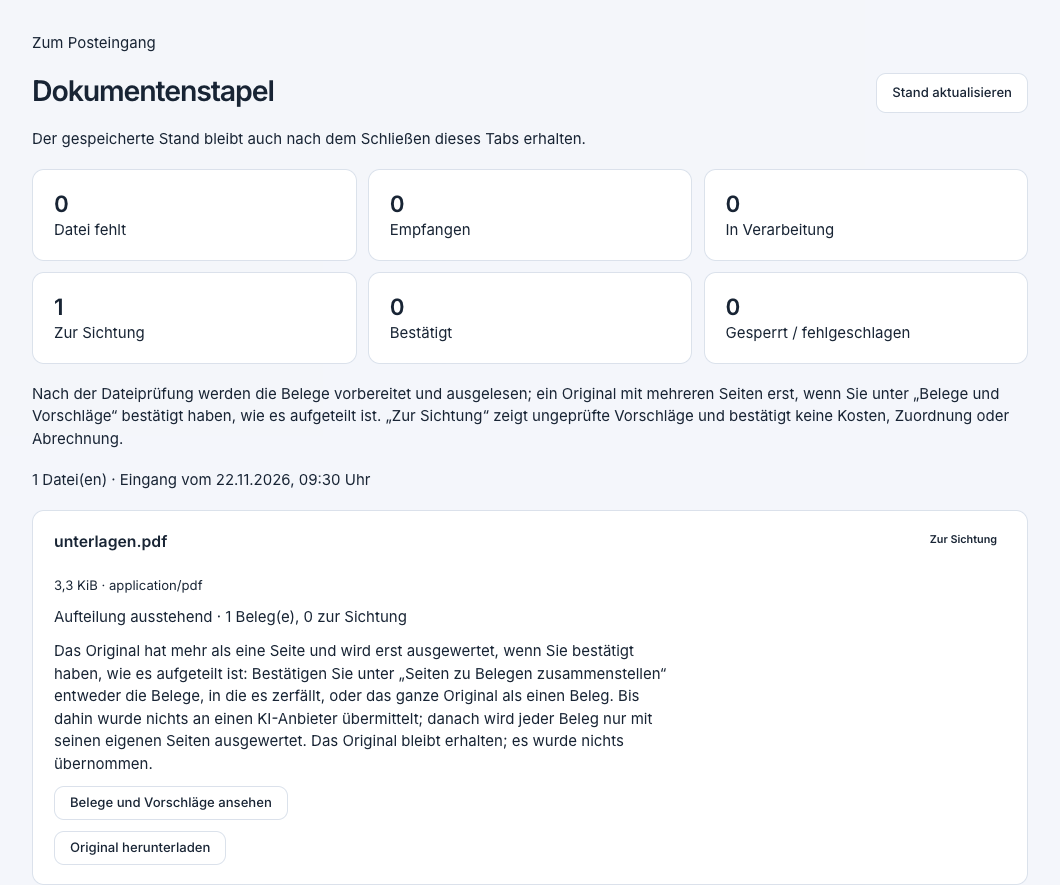 Zum Posteingang
Dokumentenstapel
Stand aktualisieren
Der gespeicherte Stand bleibt auch nach dem Schließen dieses Tabs erhalten.
0
Datei fehlt
0
Empfangen
0
In Verarbeitung
1
Zur Sichtung
0
Bestätigt
0
Gesperrt / fehlgeschlagen
Nach der Dateiprüfung werden die Belege vorbereitet und ausgelesen; ein Original mit mehreren Seiten erst, wenn Sie unter „Belege und
Vorschläge“ bestätigt haben, wie es aufgeteilt ist. „Zur Sichtung“ zeigt ungeprüfte Vorschläge und bestätigt keine Kosten, Zuordnung oder
Abrechnung.
1 Datei(en) · Eingang vom 22.11.2026, 09:30 Uhr
unterlagen.pdf
Zur Sichtung
3,3 KiB · application/pdf
Aufteilung ausstehend · 1 Beleg(e), 0 zur Sichtung
Das Original hat mehr als eine Seite und wird erst ausgewertet, wenn Sie bestätigt
haben, wie es aufgeteilt ist: Bestätigen Sie unter „Seiten zu Belegen zusammenstellen“
entweder die Belege, in die es zerfällt, oder das ganze Original als einen Beleg. Bis
dahin wurde nichts an einen KI-Anbieter übermittelt; danach wird jeder Beleg nur mit
seinen eigenen Seiten ausgewertet. Das Original bleibt erhalten; es wurde nichts
übernommen.
Belege und Vorschläge ansehen
Original herunterladen